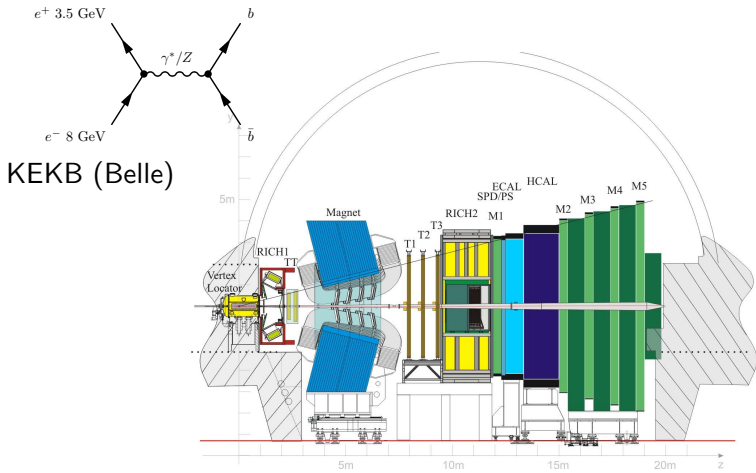 e+ 3.5 GeV
b
γ*/Z
e− 8 GeV
b̄
KEKB (Belle)
y
5m
Vertex
Locator
RICH1
TT
Magnet
T1
T2
T3
RICH2
SPD/PS
M1
ECAL
HCAL
M2
M3
M4
M5
5m
10m
15m
20m
z